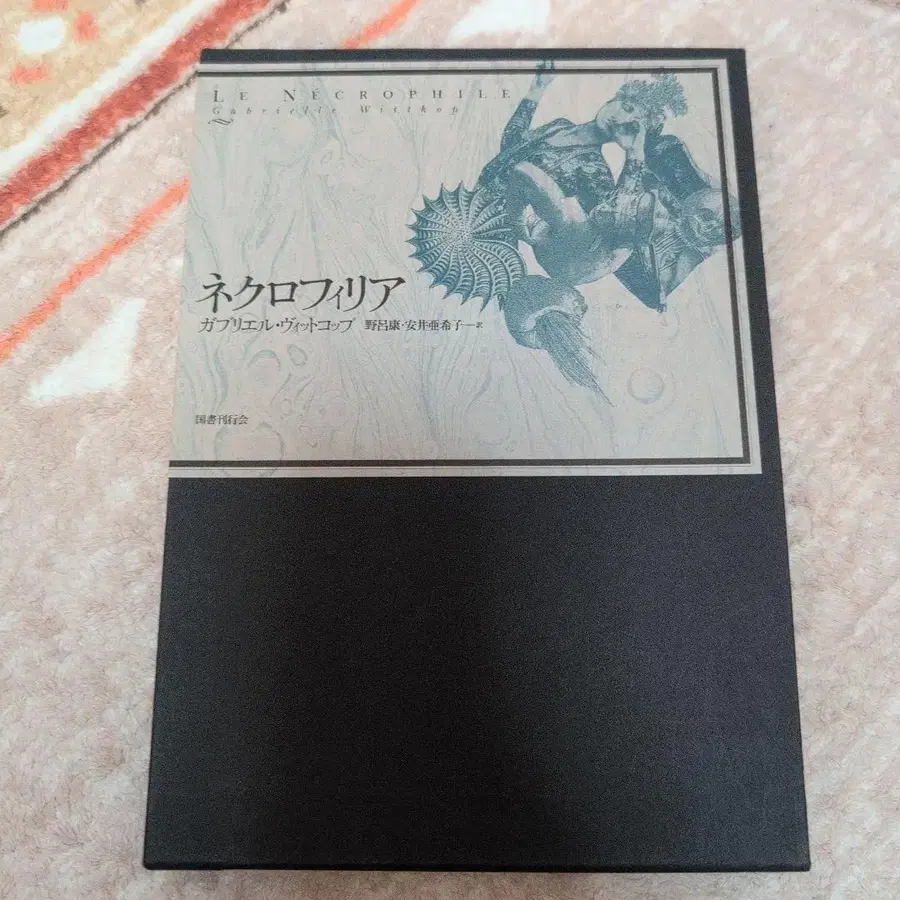 LE NÉCROPHILE
Gabrielle Wittkop
ネクロフィリア
ガブリエル・ヴィットコップ 野呂康・安井亜希子―訳
国書刊行会